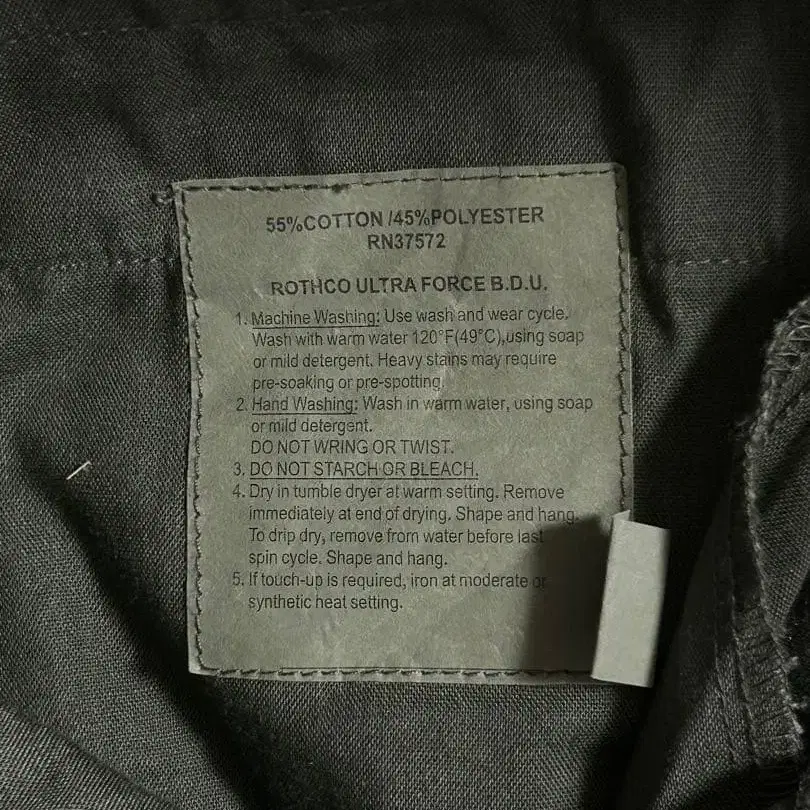 55%COTTON /45%POLYESTER
RN37572
ROTHCO ULTRA FORCE B.D.U.
1. Machine Washing: Use wash and wear cycle.
Wash with warm water 120°F(49°C),using soap
or mild detergent. Heavy stains may require
pre-soaking or pre-spotting.
2. Hand Washing: Wash in warm water, using soap
or mild detergent.
DO NOT WRING OR TWIST.
3. DO NOT STARCH OR BLEACH.
4. Dry in tumble dryer at warm setting. Remove
immediately at end of drying. Shape and hang.
To drip dry, remove from water before last
spin cycle. Shape and hang.
5. If touch-up is required, iron at moderate or
synthetic heat setting.